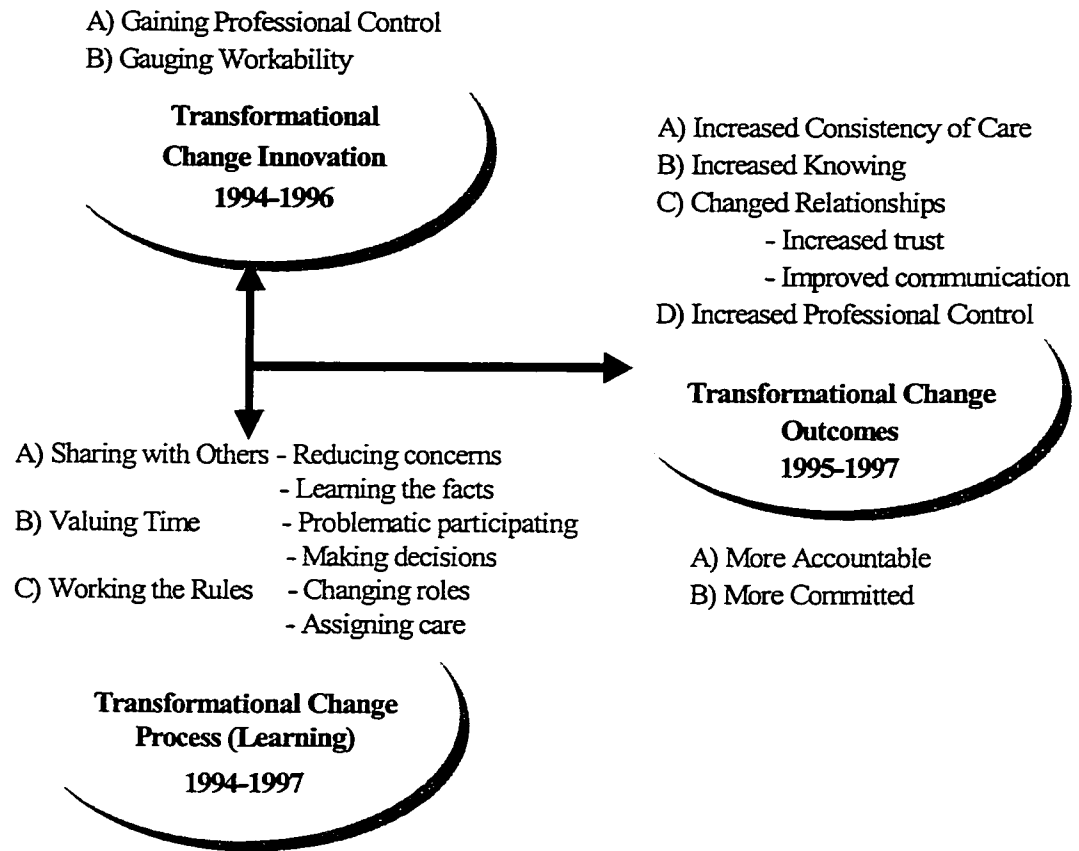 A) Gaining Professional Control
B) Gauging Workability
Transformational
Change Innovation
1994-1996
A) Increased Consistency of Care
B) Increased Knowing
C) Changed Relationships
- Increased trust
- Improved communication
D) Increased Professional Control
Transformational Change
Outcomes
1995-1997
A) More Accountable
B) More Committed
A) Sharing with Others - Reducing concerns
- Learning the facts
B) Valuing Time - Problematic participating
- Making decisions
C) Working the Rules - Changing roles
- Assigning care
Transformational Change
Process (Learning)
1994-1997